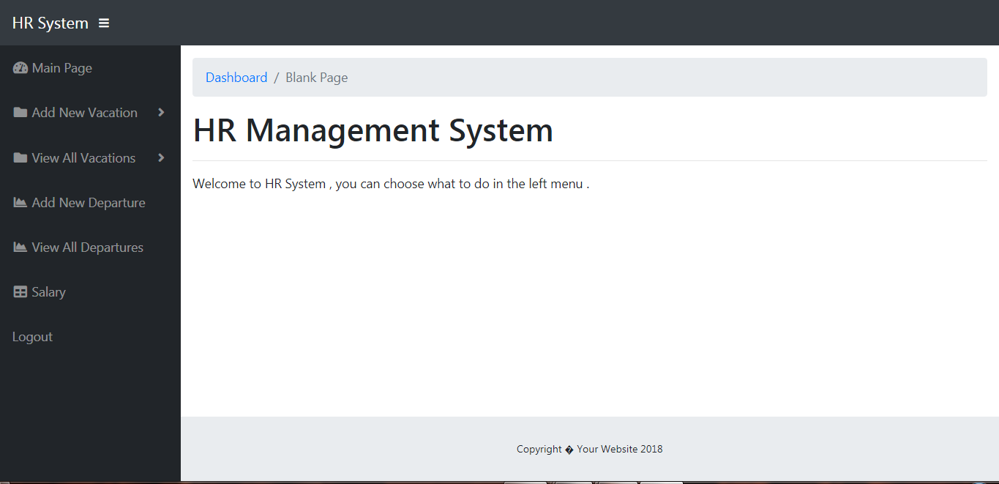 HR System
Main Page
Add New Vacation
View All Vacations
Add New Departure
View All Departures
Salary
Logout
Dashboard / Blank Page
HR Management System
Welcome to HR System , you can choose what to do in the left menu .
Copyright � Your Website 2018